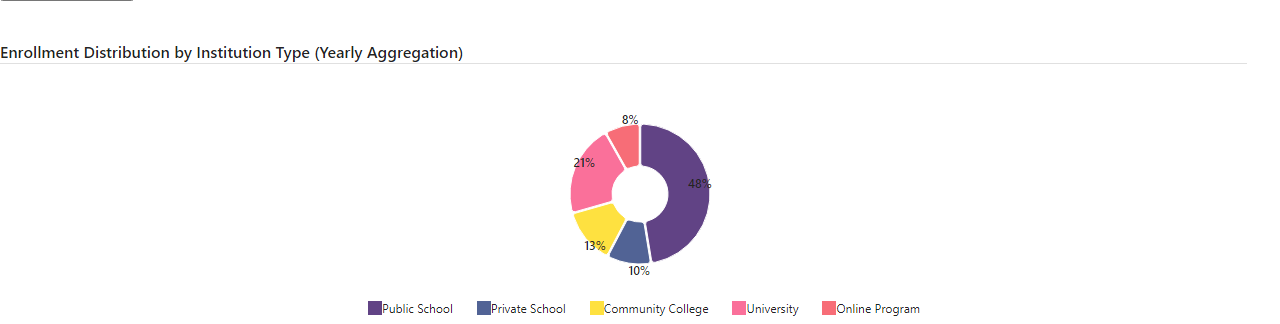 Enrollment Distribution by Institution Type (Yearly Aggregation)
8%
21%
48%
13%
10%
Public School
Private School
Community College
University
Online Program